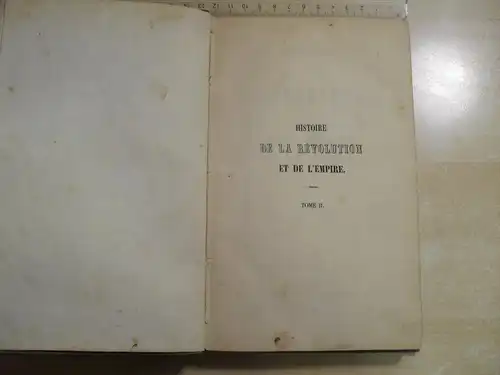 HISTOIRE
DE LA RÉVOLUTION
ET DE L'EMPIRE.
TOME II.